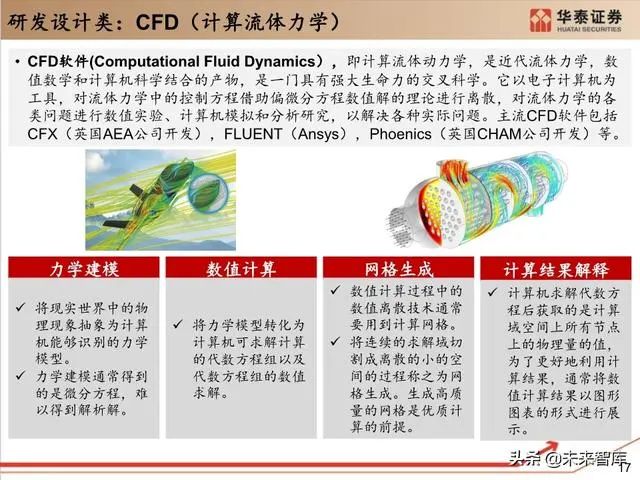 研发设计类：CFD（计算流体力学）
华泰证券
HUATAI SECURITIES
• CFD软件(Computational Fluid Dynamics），即计算流体动力学，是近代流体力学，数
值数学和计算机科学结合的产物，是一门具有强大生命力的交叉科学。它以电子计算机为
工具，对流体力学中的控制方程借助偏微分方程数值解的理论进行离散，对流体力学的各
类问题进行数值实验、计算机模拟和分析研究，以解决各种实际问题。主流CFD软件包括
CFX（英国AEA公司开发），FLUENT（Ansys），Phoenics（英国CHAM公司开发）等。
力学建模
✓ 将现实世界中的物
理现象抽象为计算
机能够识别的力学
模型。
✓ 力学建模通常得到
的是微分方程，难
以得到解析解。
数值计算
✓ 将力学模型转化为
计算机可求解计算
的代数方程组以及
代数方程组的数值
求解。
网格生成
✓ 数值计算过程中的
数值离散技术通常
要用到计算网格。
✓ 将连续的求解域切
割成离散的小的空
间的过程称之为网
格生成。生成高质
量的网格是优质计
算的前提。
计算结果解释
✓ 计算机求解代数方
程后获取的是计算
域空间上所有节点
上的物理量的值，
为了更好地利用计
算结果，通常将数
值计算结果以图形
图表的形式进行展
示。
头条 @未来智库
17